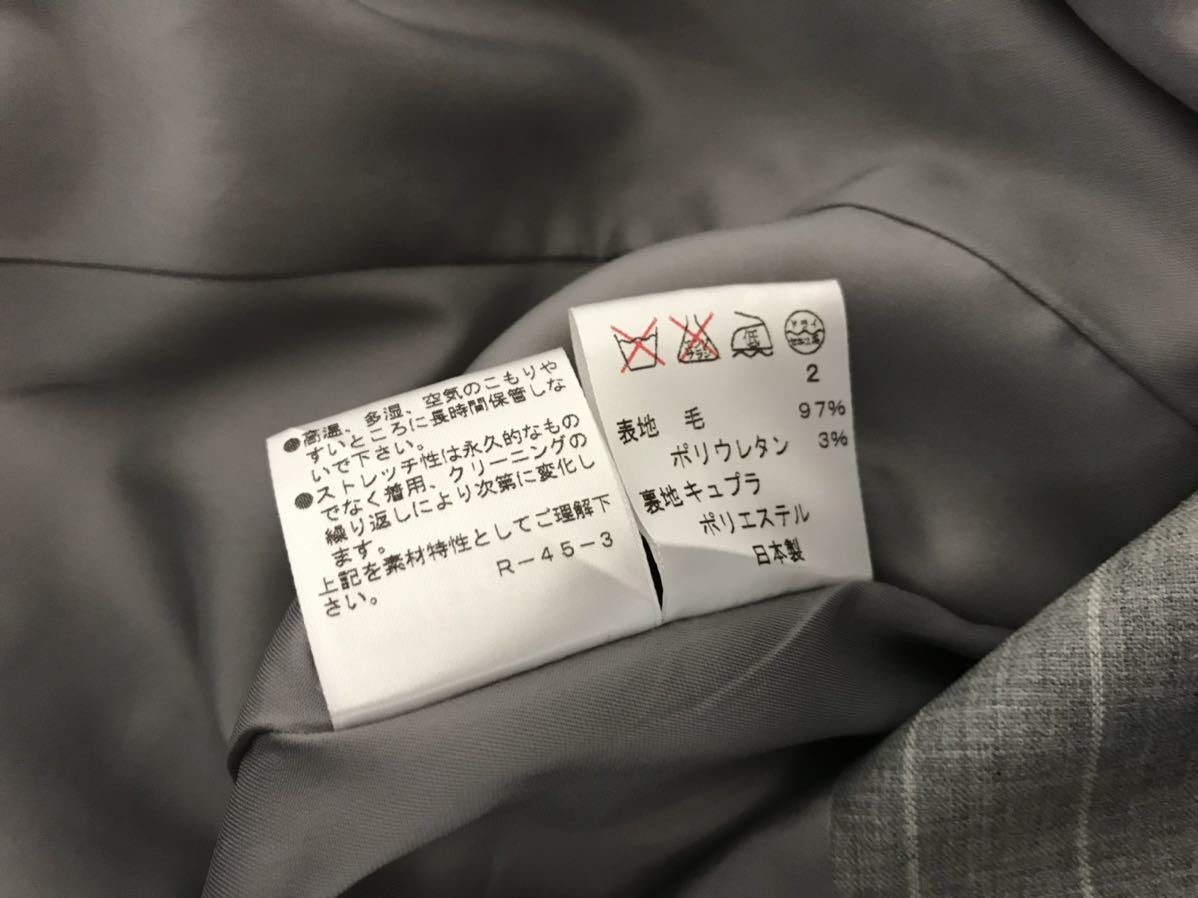 ●高温、多湿、空気のこもりや
すいところに長時間保管しな
いで下さい。
●ストレッチ性は永久的なもの
でなく着用、クリーニングの
繰り返しにより次第に変化し
ます。
上記を素材特性としてご理解下
さい。
R-45-3
低
ドライ
2
表地 毛 97%
ポリウレタン 3%
裏地キュプラ
ポリエステル
日本製